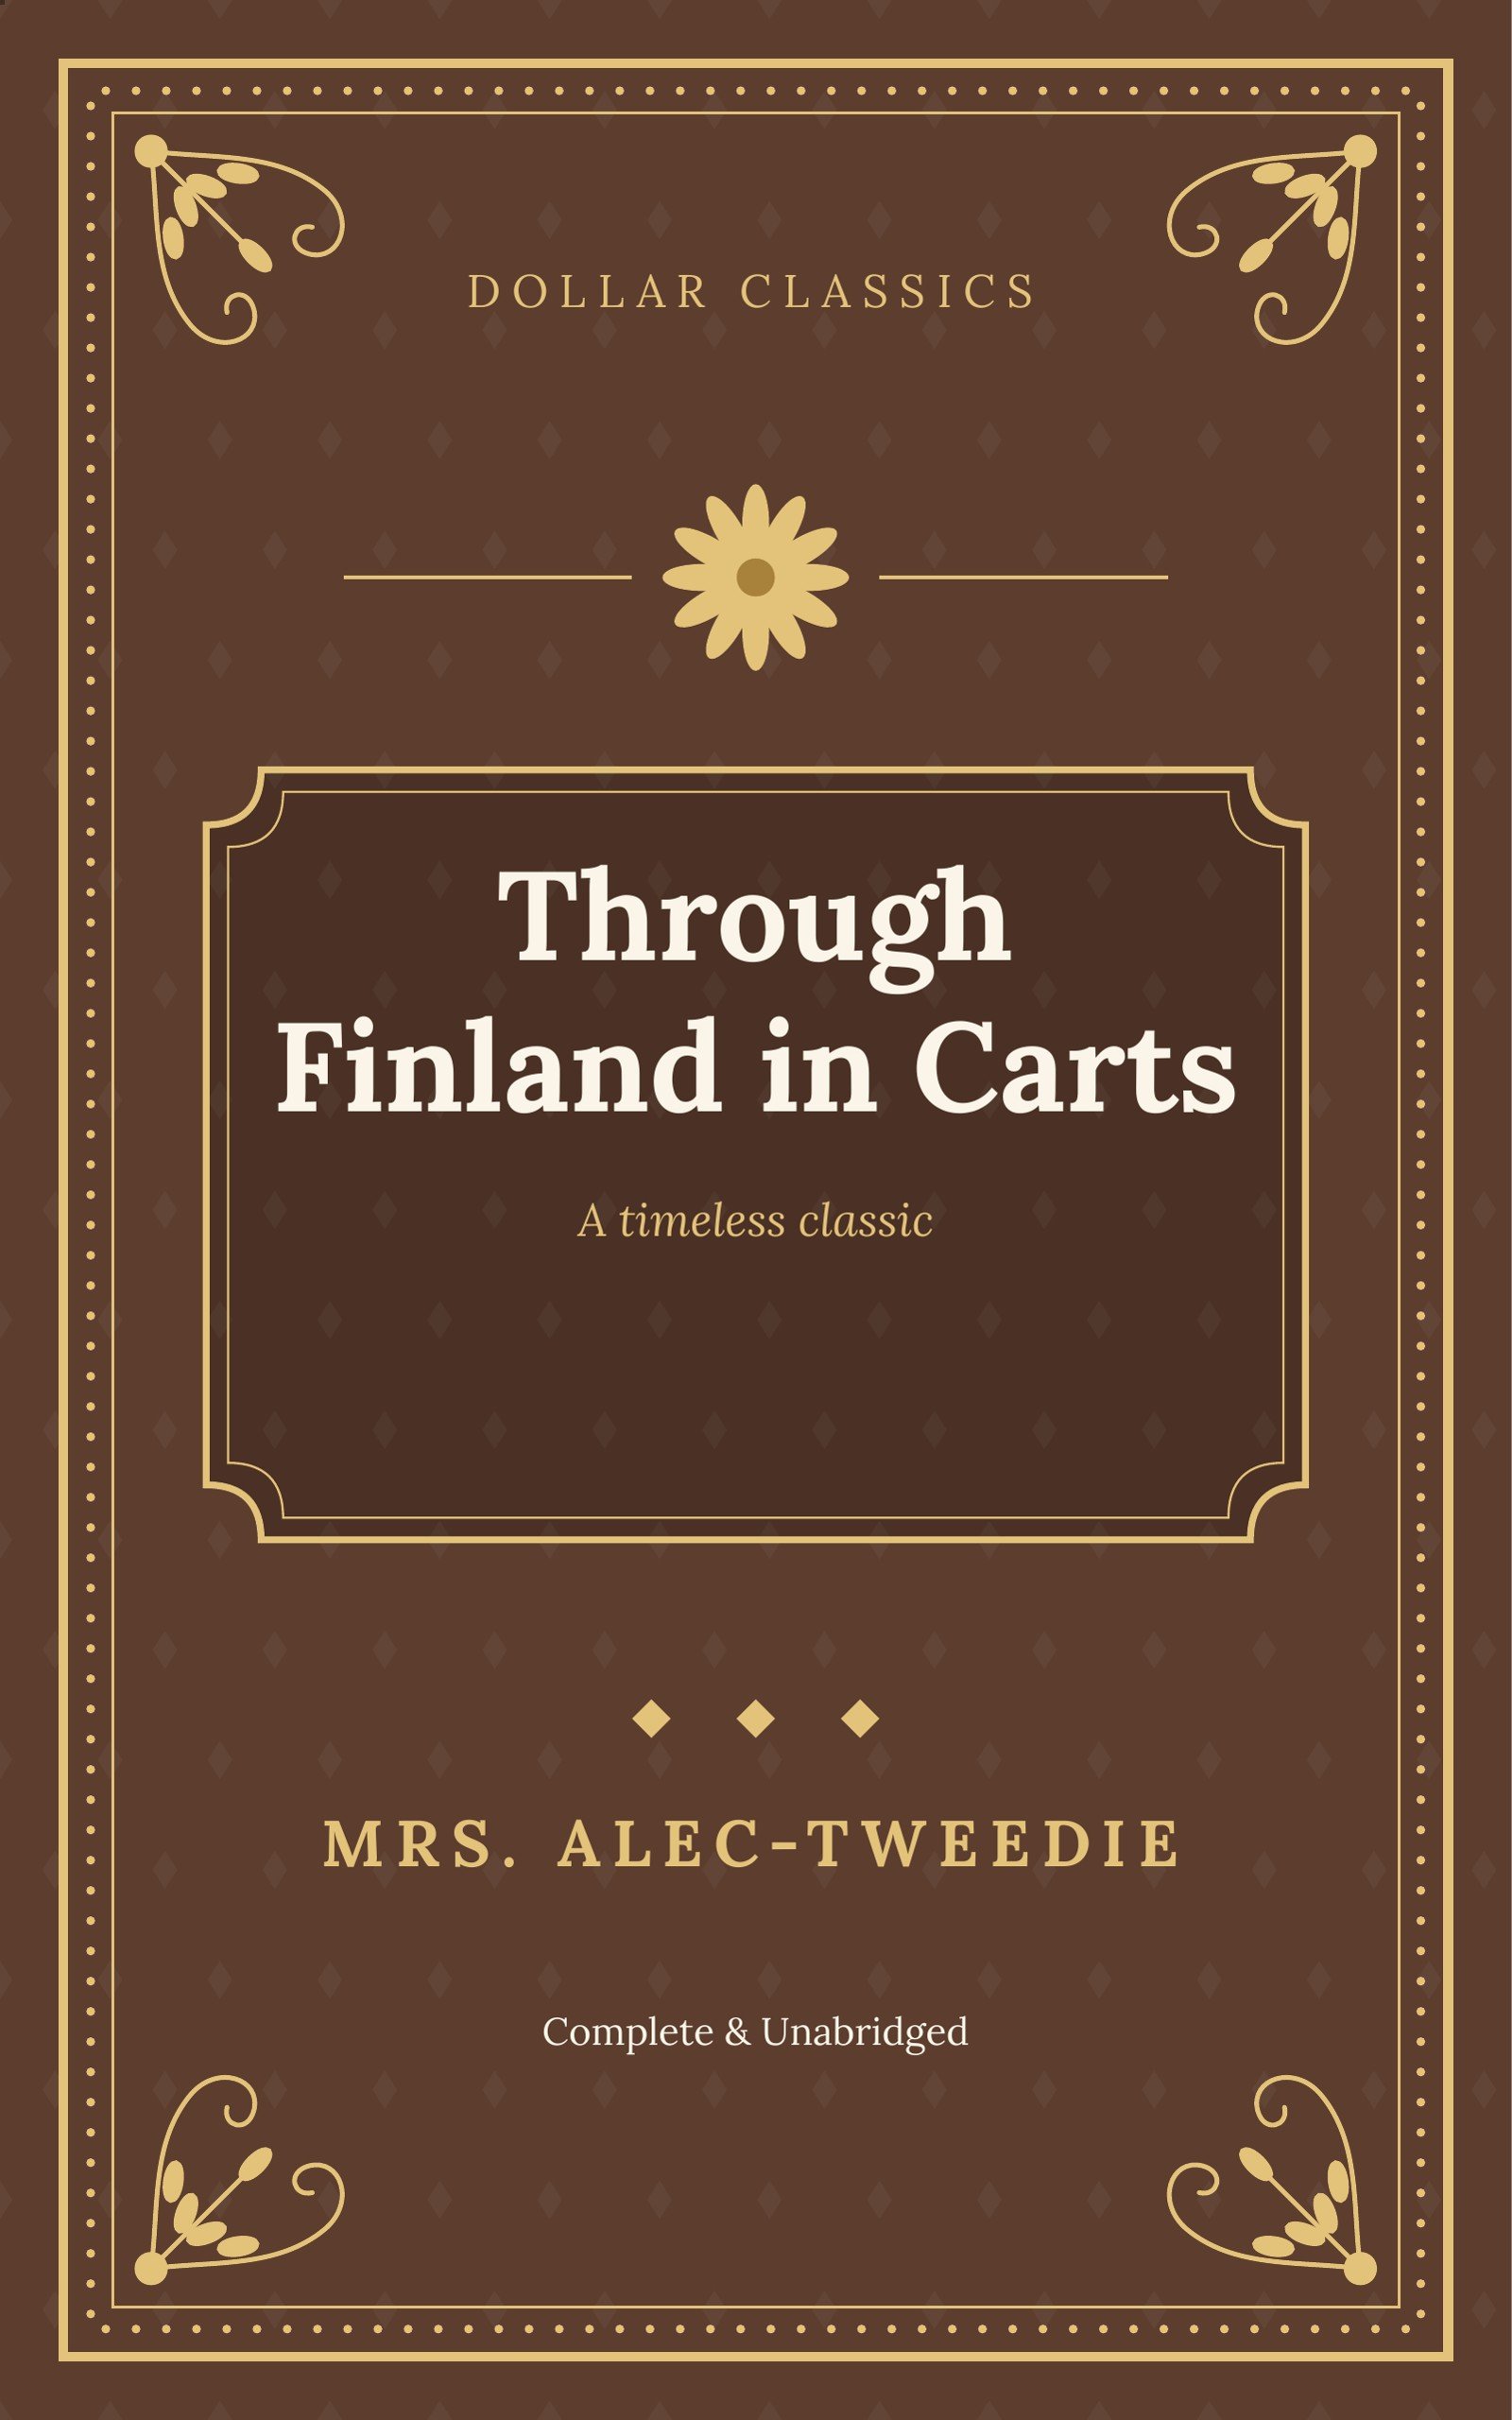 DOLLAR CLASSICS
Through
Finland in Carts
A timeless classic
MRS. ALEC-TWEEDIE
Complete & Unabridged